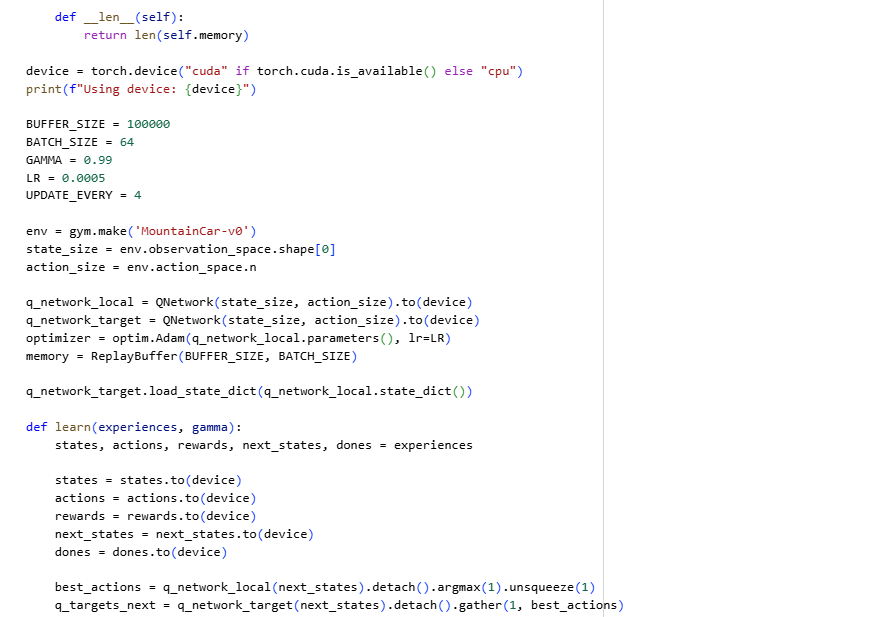 def __len__(self):
        return len(self.memory)

device = torch.device("cuda" if torch.cuda.is_available() else "cpu")
print(f"Using device: {device}")

BUFFER_SIZE = 100000
BATCH_SIZE = 64
GAMMA = 0.99
LR = 0.0005
UPDATE_EVERY = 4

env = gym.make('MountainCar-v0')
state_size = env.observation_space.shape[0]
action_size = env.action_space.n

q_network_local = QNetwork(state_size, action_size).to(device)
q_network_target = QNetwork(state_size, action_size).to(device)
optimizer = optim.Adam(q_network_local.parameters(), lr=LR)
memory = ReplayBuffer(BUFFER_SIZE, BATCH_SIZE)

q_network_target.load_state_dict(q_network_local.state_dict())

def learn(experiences, gamma):
    states, actions, rewards, next_states, dones = experiences

    states = states.to(device)
    actions = actions.to(device)
    rewards = rewards.to(device)
    next_states = next_states.to(device)
    dones = dones.to(device)

    best_actions = q_network_local(next_states).detach().argmax(1).unsqueeze(1)
    q_targets_next = q_network_target(next_states).detach().gather(1, best_actions)